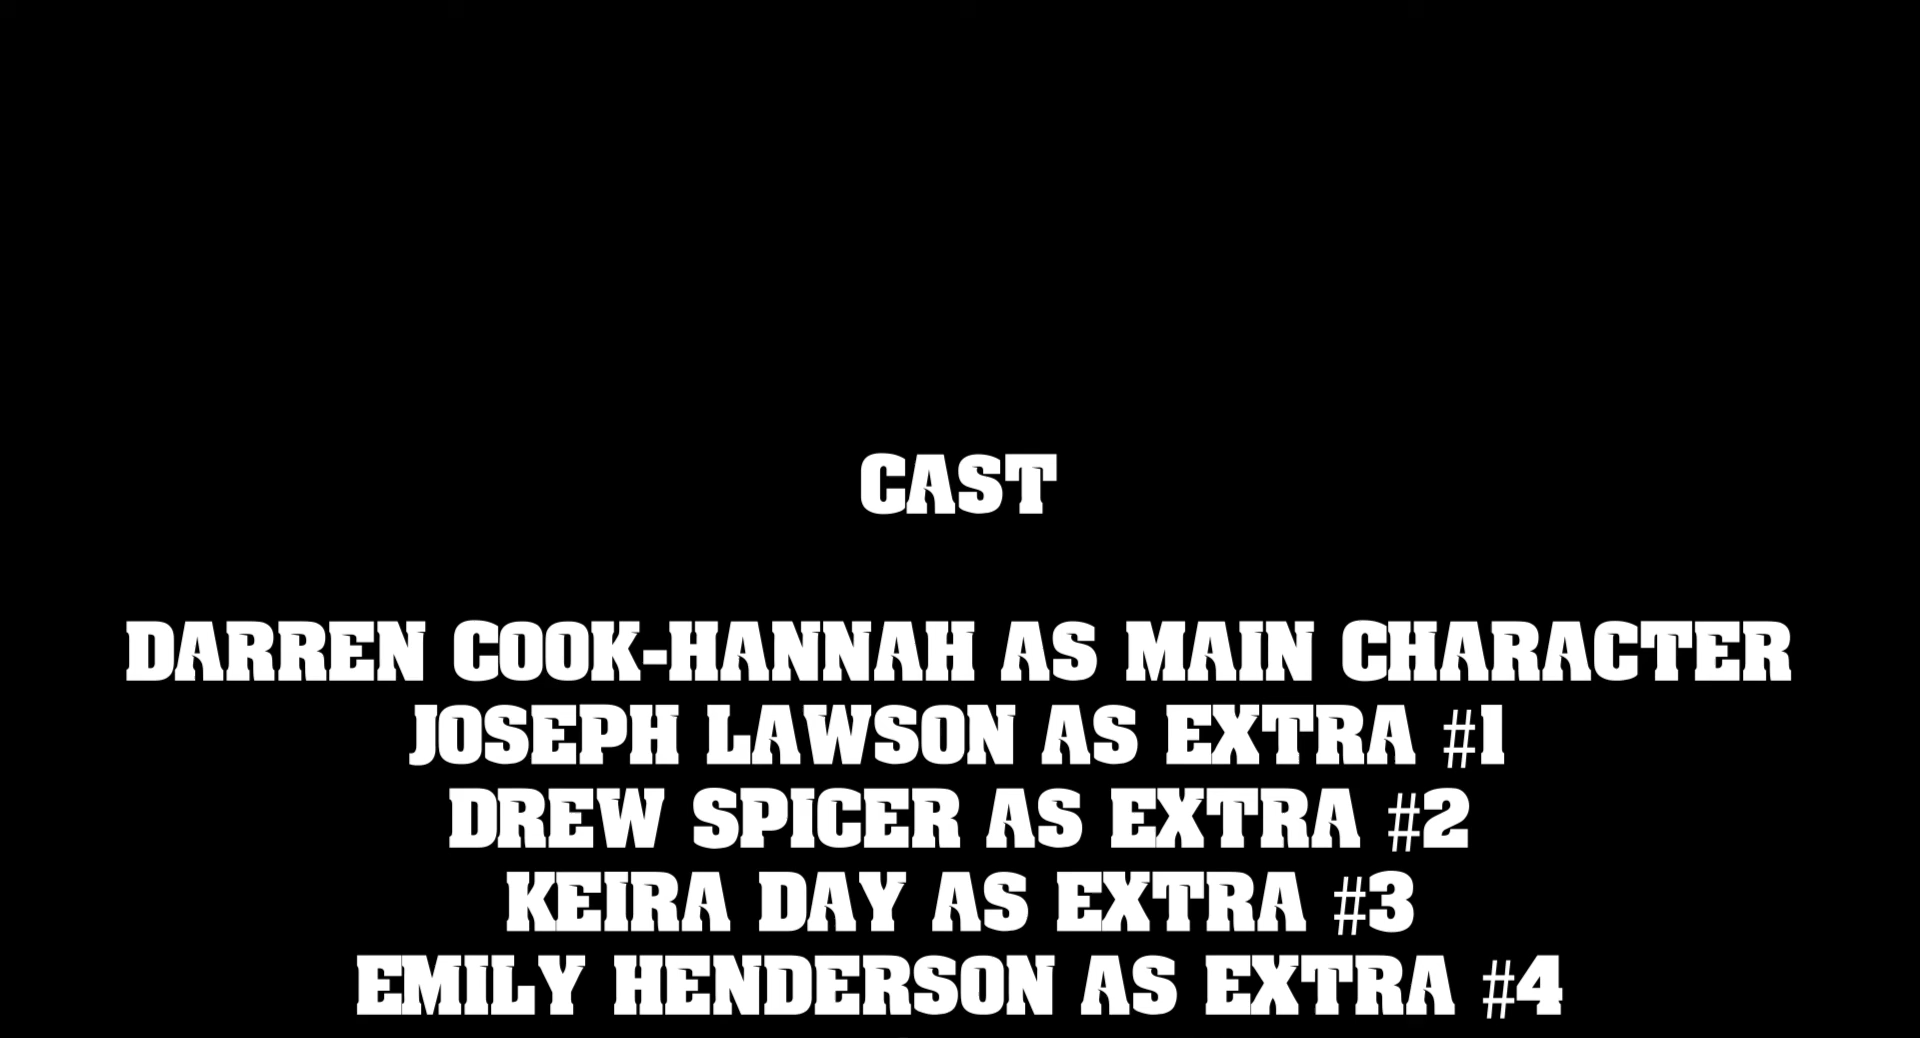 CAST
DARREN COOK-HANNAH AS MAIN CHARACTER
JOSEPH LAWSON AS EXTRA #1
DREW SPICER AS EXTRA #2
KEIRA DAY AS EXTRA #3
EMILY HENDERSON AS EXTRA #4